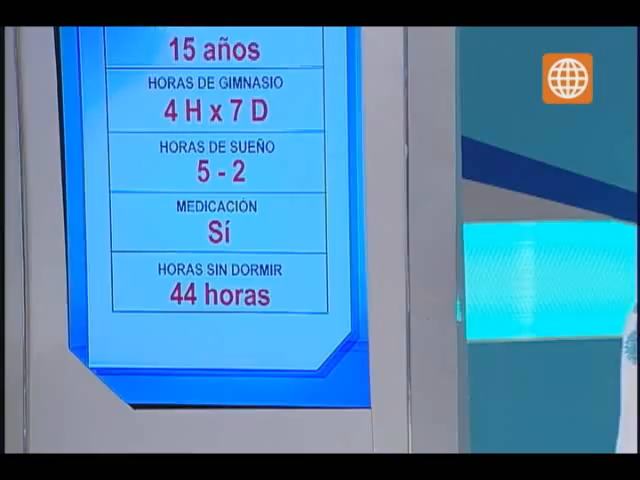 15 años
HORAS DE GIMNASIO
4 H x 7 D
HORAS DE SUEÑO
5 - 2
MEDICACIÓN
Sí
HORAS SIN DORMIR
44 horas